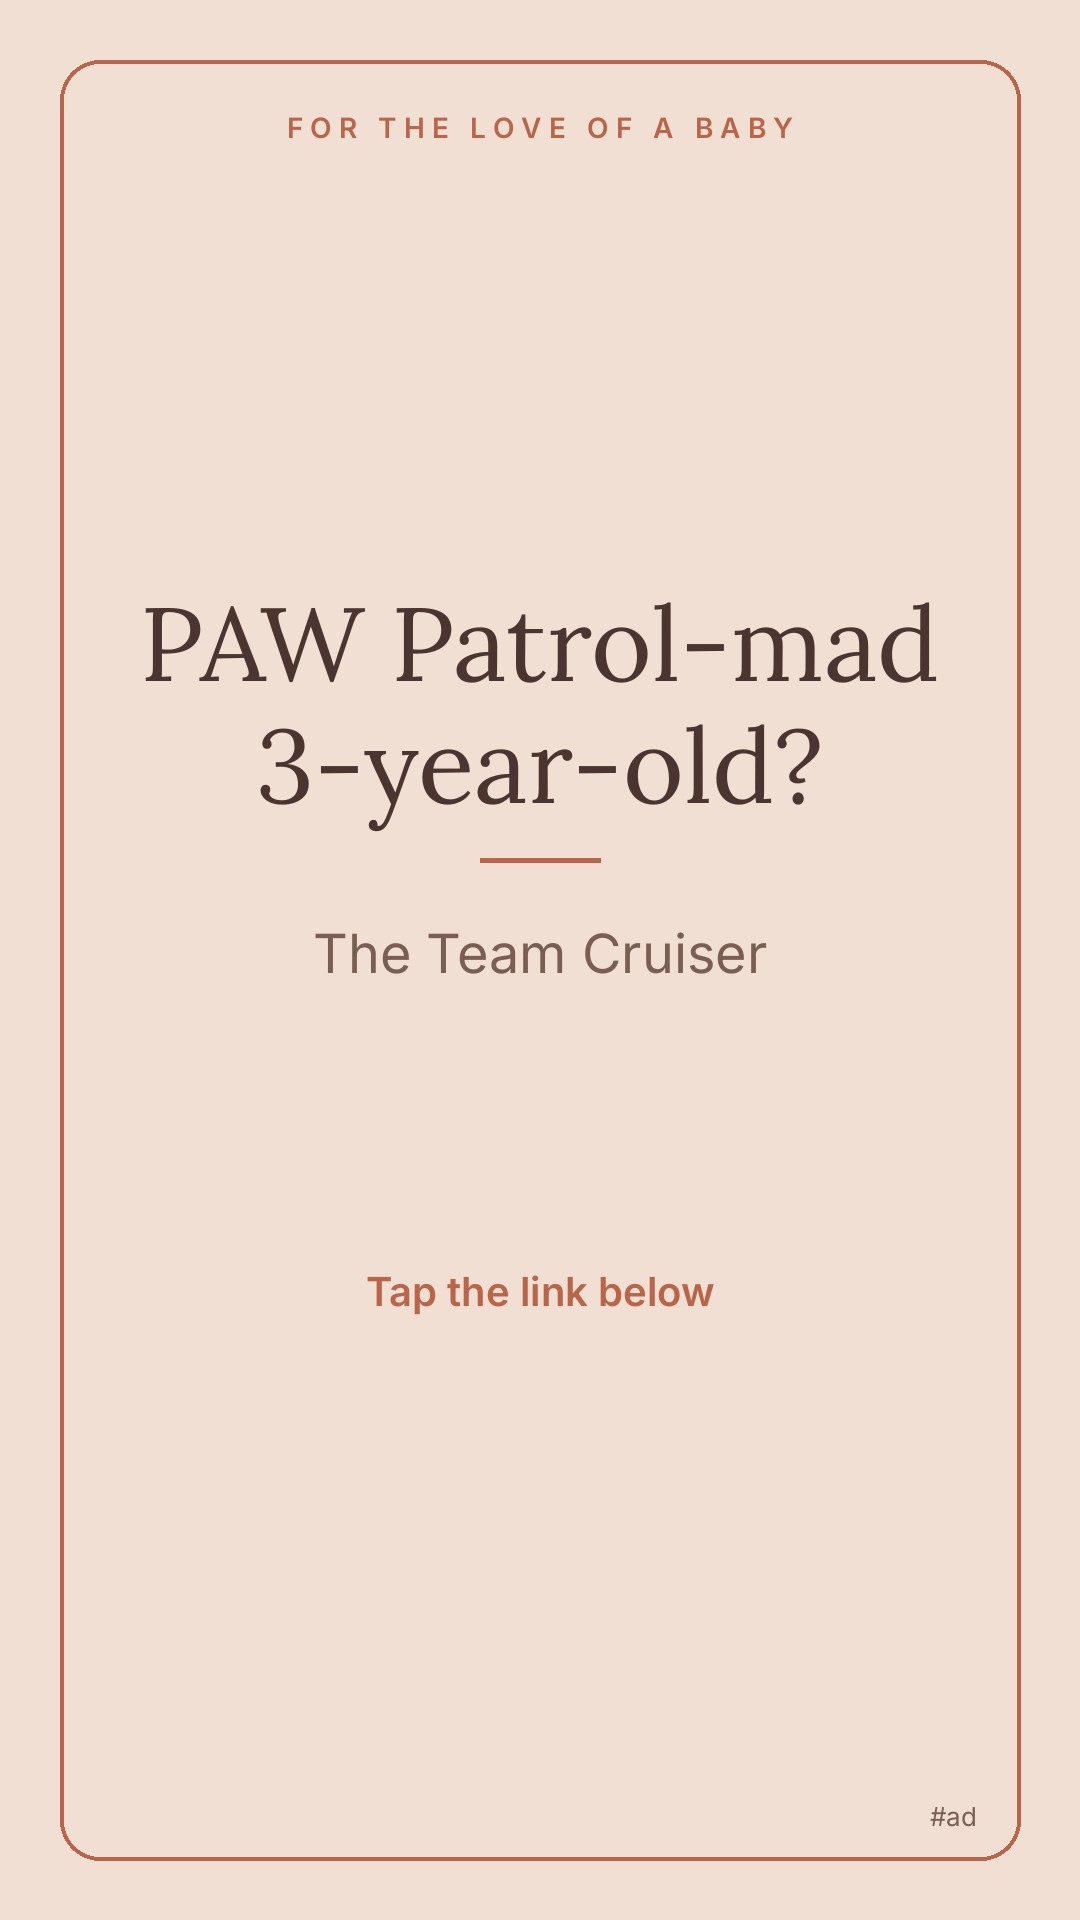 FOR THE LOVE OF A BABY
PAW Patrol-mad
3-year-old?
The Team Cruiser
Tap the link below
#ad